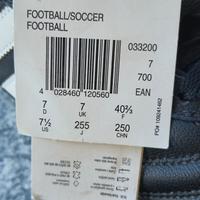 FOOTBALL/SOCCER
FOOTBALL
033200
7
700
4 028460 120560 EAN
7 7 40⅔
D UK F
7½ 255 250
US J CHN